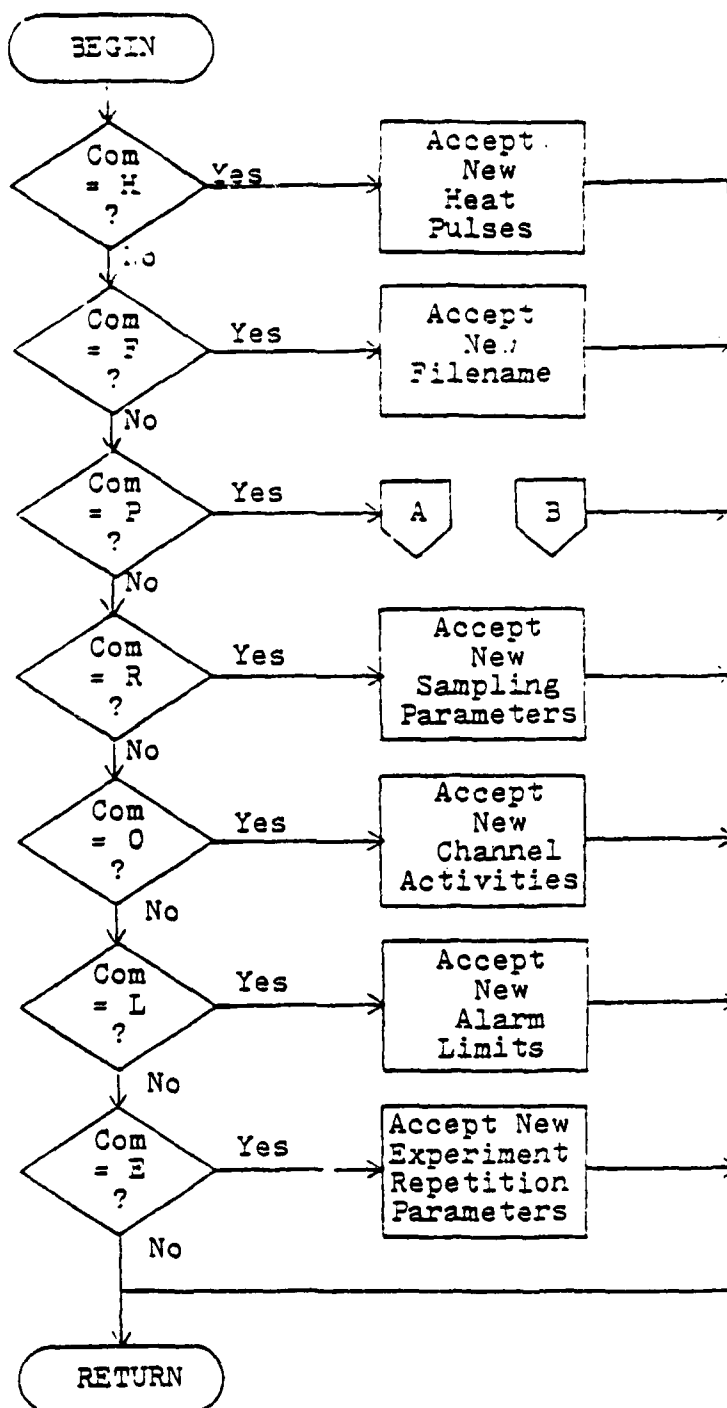 BEGIN
Com
= H
?
Yes
Accept
New
Heat
Pulses
No
Com
= F
?
Yes
Accept
New
Filename
No
Com
= P
?
Yes
A
B
No
Com
= R
?
Yes
Accept
New
Sampling
Parameters
No
Com
= O
?
Yes
Accept
New
Channel
Activities
No
Com
= L
?
Yes
Accept
New
Alarm
Limits
No
Com
= E
?
Yes
Accept New
Experiment
Repetition
Parameters
No
RETURN